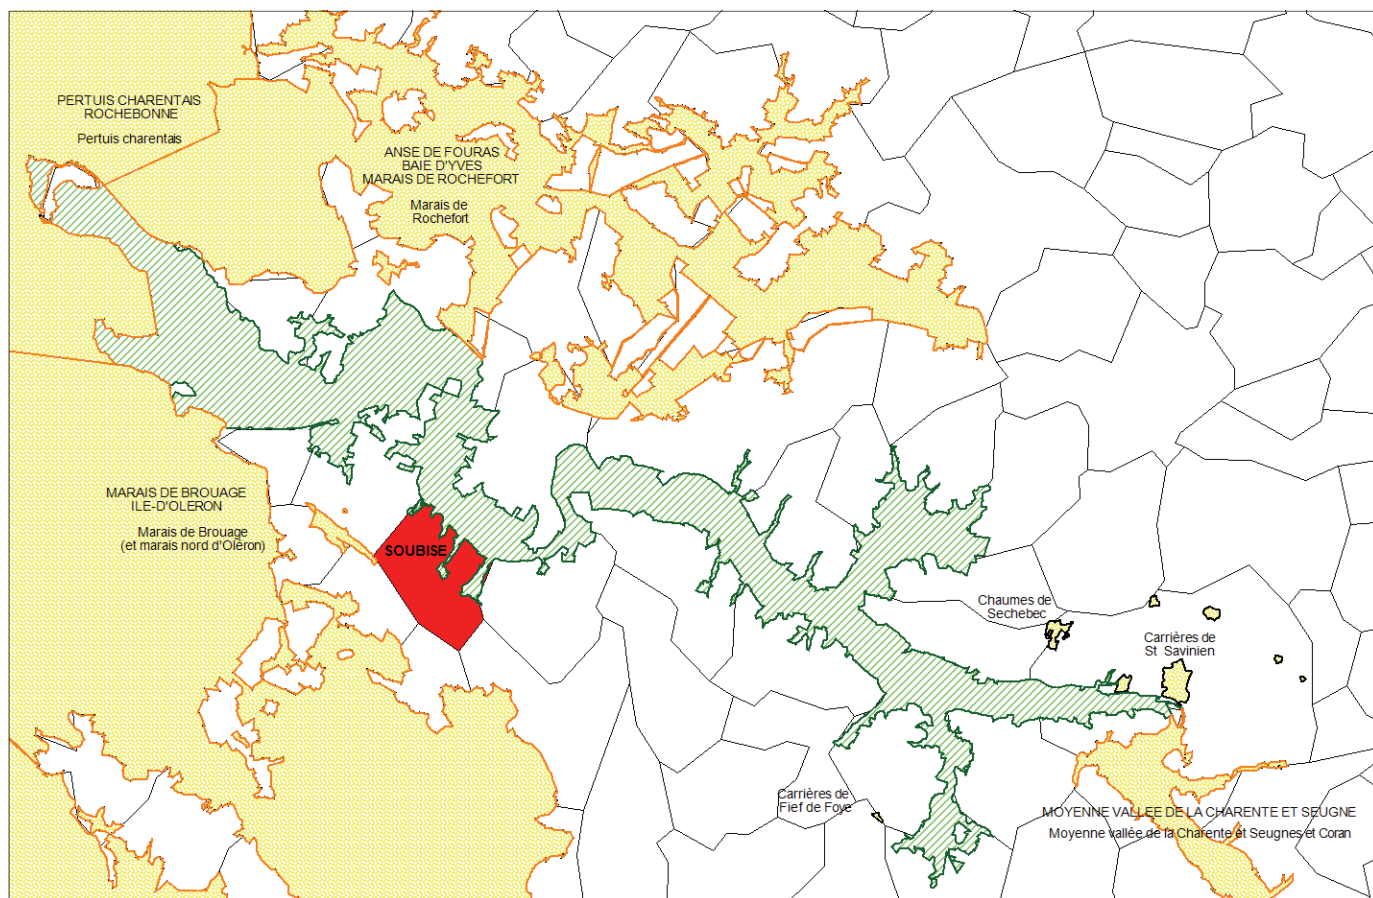 PERTUIS CHARENTAIS
ROCHEBONNE
Pertuis charentais
ANSE DE FOURAS
BAIE D'YVES
MARAIS DE ROCHEFORT
Marais de
Rochefort
MARAIS DE BROUAGE
ILE-D'OLERON
Marais de Brouage
(et marais nord d'Oléron)
SOUBISE
Chaumes de
Sechebec
Carrières de
St Savinien
Carrières de
Fief de Foye
MOYENNE VALLEE DE LA CHARENTE ET SEUGNE
Moyenne vallée de la Charente et Seugnes et Coran